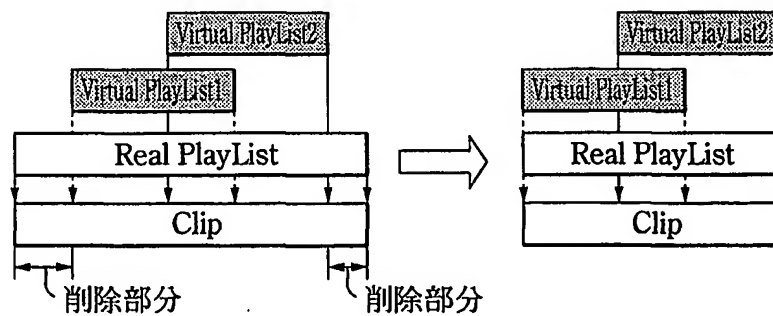 Virtual PlayList2
Virtual PlayList1
Real PlayList
Clip
削除部分
削除部分
Virtual PlayList2
Virtual PlayList1
Real PlayList
Clip